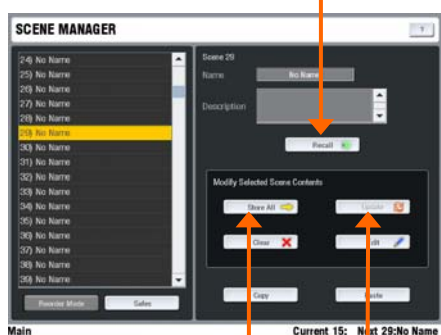 SCENE MANAGER
1
24) No Name
25) No Name
26) No Name
27) No Name
28) No Name
29) No Name
30) No Name
31) No Name
32) No Name
33) No Name
34) No Name
35) No Name
36) No Name
37) No Name
38) No Name
39) No Name
Reorder Mode
Safes
Scene 29
Name
No Name
Description
Recall
Modify Selected Scene Contents
Store All
Update
Clear
Edit
Copy
Paste
Main
Current 15: Next 29:No Name